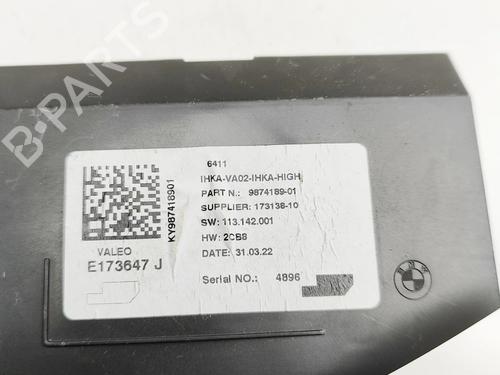 B-PARTS
6411
IHKA-VA02-IHKA-HIGH
PART N.: 9874189-01
SUPPLIER: 173138-10
SW: 113.142.001
HW: 2CB8
DATE: 31.03.22
Serial NO.: 4896
KY987418901
VALEO
E173647 J
BMW